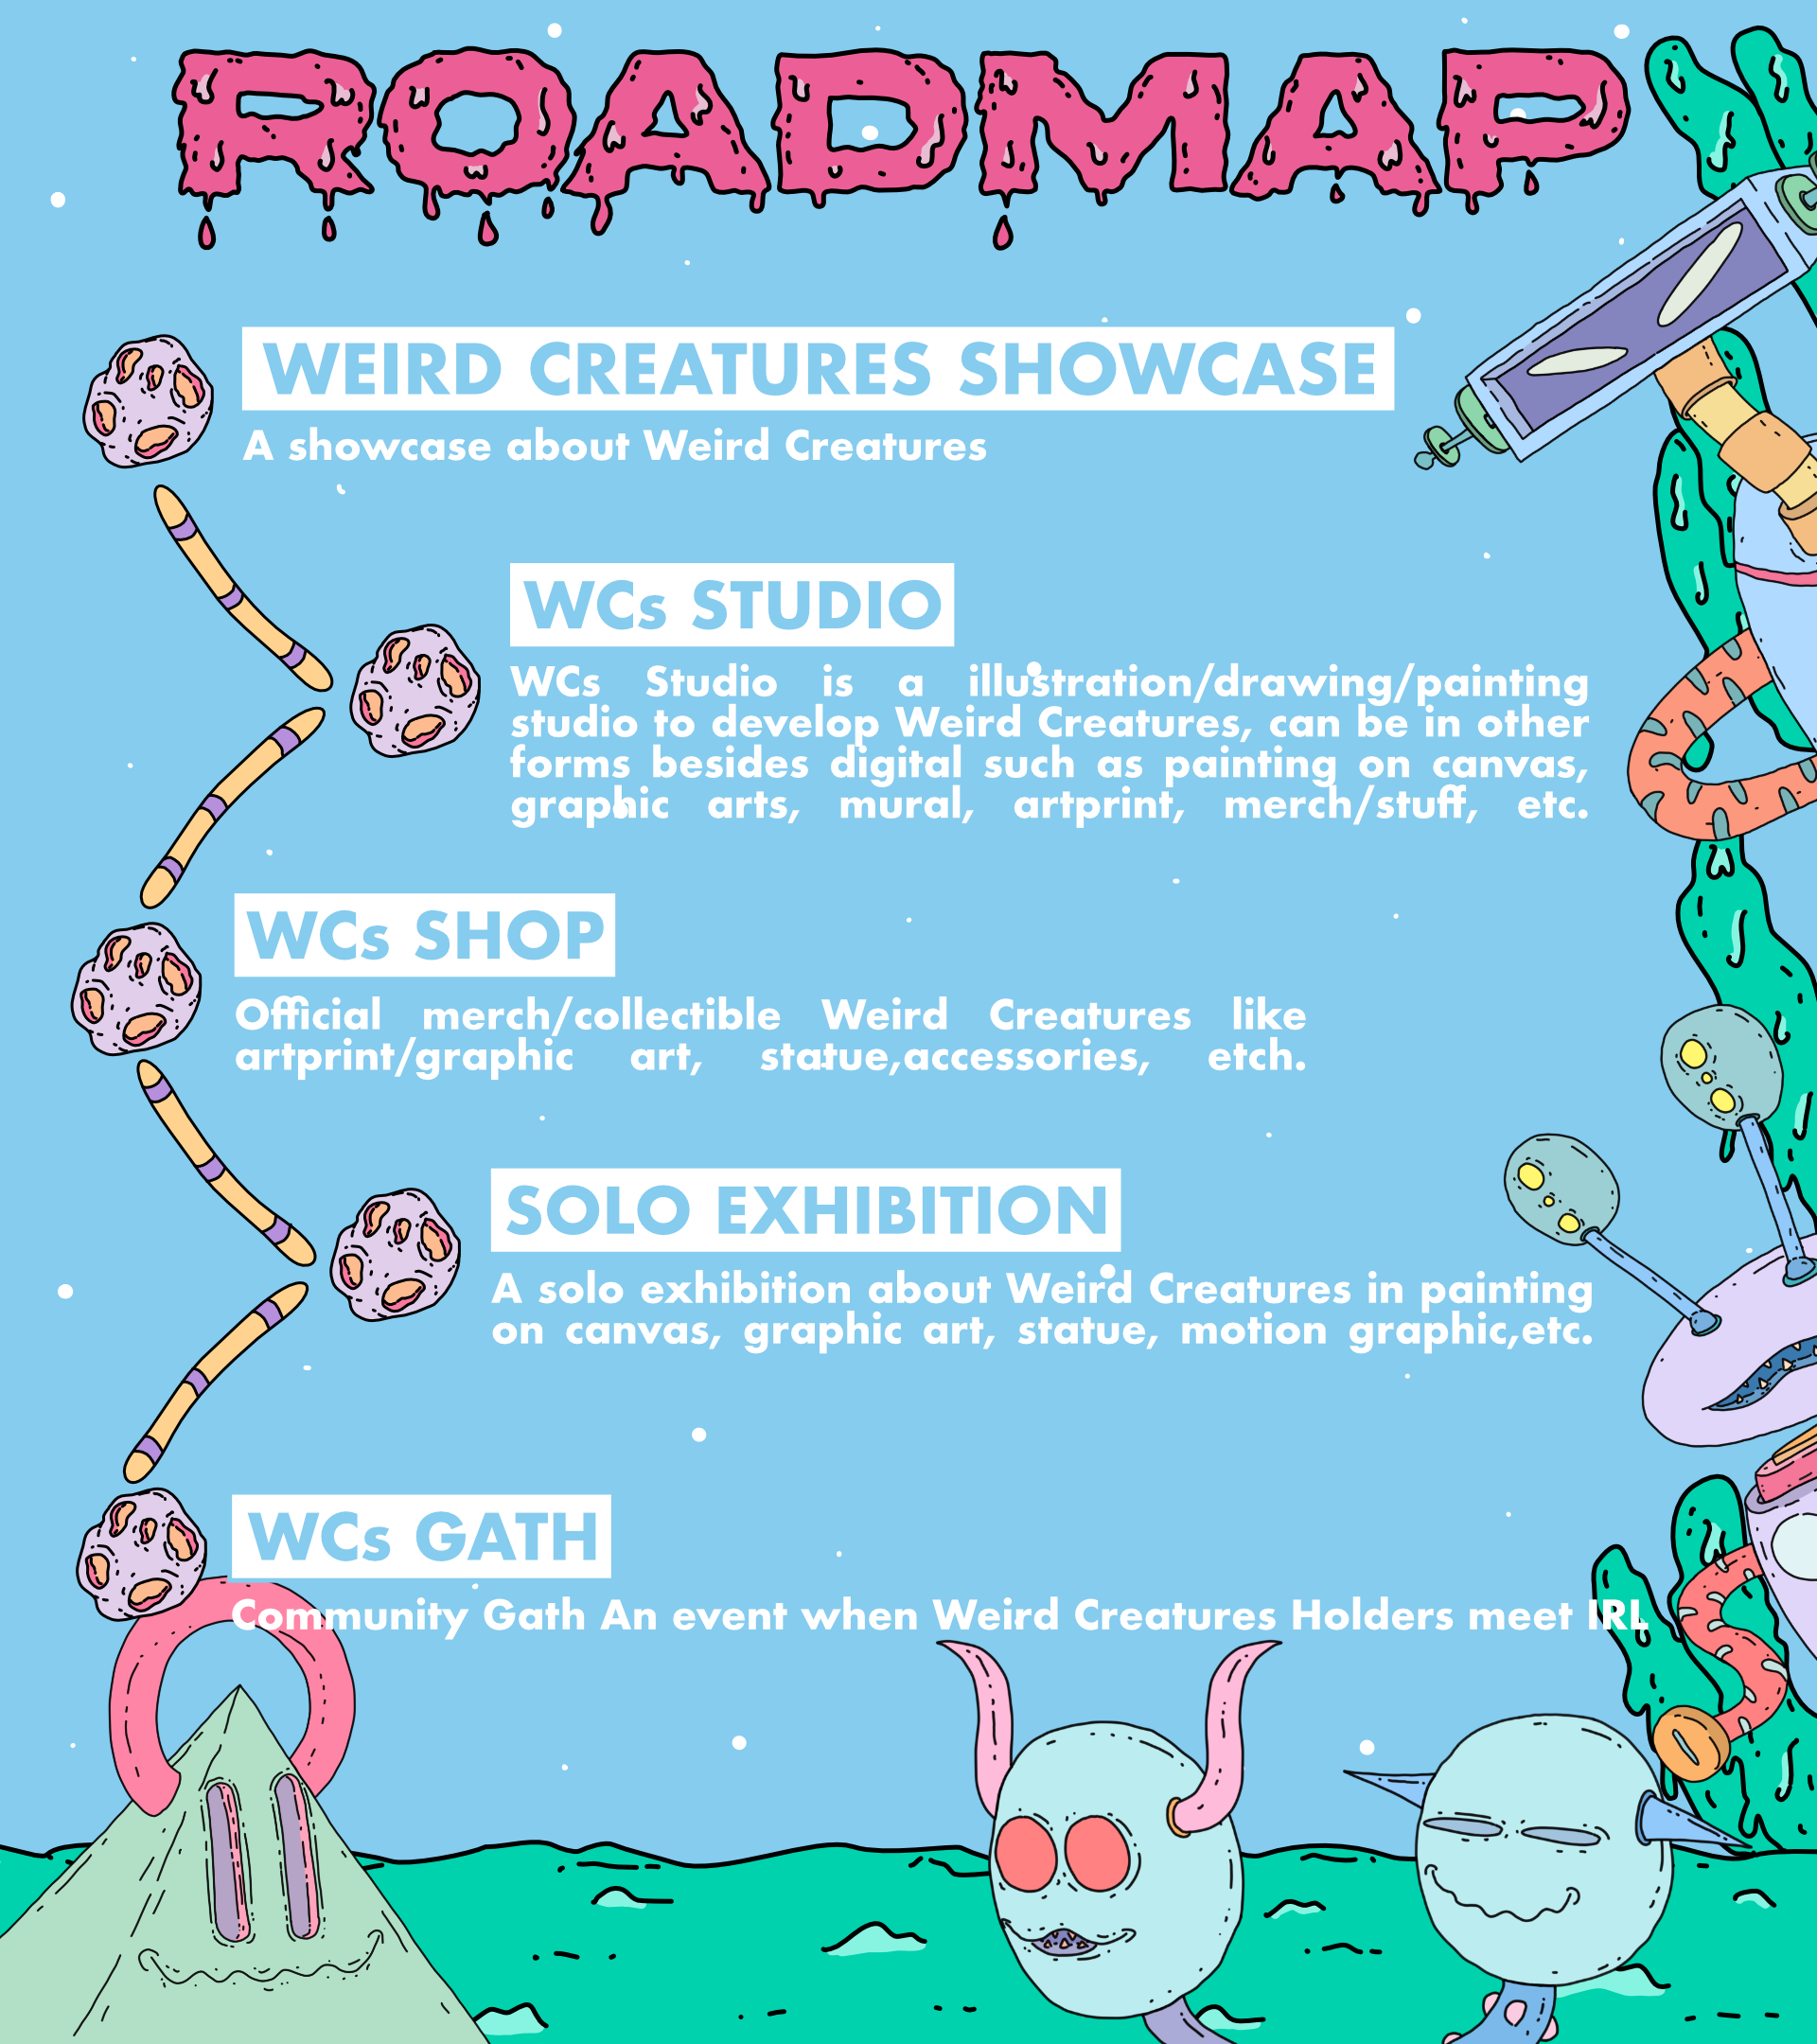 ROADMAP
WEIRD CREATURES SHOWCASE
A showcase about Weird Creatures
WCs STUDIO
WCs Studio is a illustration/drawing/painting
studio to develop Weird Creatures, can be in other
forms besides digital such as painting on canvas,
graphic arts, mural, artprint, merch/stuff, etc.
WCs SHOP
Official merch/collectible Weird Creatures like
artprint/graphic art, statue,accessories, etch.
SOLO EXHIBITION
A solo exhibition about Weird Creatures in painting
on canvas, graphic art, statue, motion graphic,etc.
WCs GATH
Community Gath An event when Weird Creatures Holders meet IRL